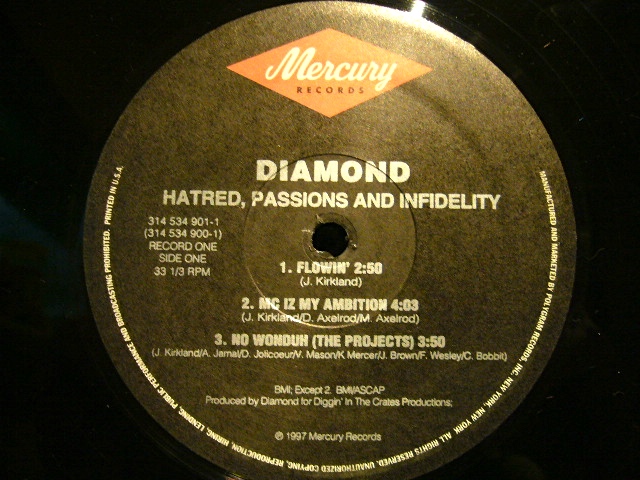 Mercury
RECORDS
DIAMOND
HATRED, PASSIONS AND INFIDELITY
314 534 901-1
(314 534 900-1)
RECORD ONE
SIDE ONE
33 1/3 RPM
1. FLOWIN' 2:50
(J. Kirkland)
2. MC IZ MY AMBITION 4:03
(J. Kirkland/D. Axelrod/M. Axelrod)
3. NO WONDUH (THE PROJECTS) 3:50
(J. Kirkland/A. Jamal/D. Jolicoeur/V. Mason/K Mercer/J. Brown/F. Wesley/C. Bobbit)
BMI; Except 2. BMI/ASCAP
Produced by Diamond for Diggin' In The Crates Productions;
℗ 1997 Mercury Records
MANUFACTURED AND MARKETED BY POLYGRAM RECORDS, INC. NEW YORK, NEW YORK. ALL RIGHTS RESERVED. UNAUTHORIZED COPYING, REPRODUCTION, HIRING, LENDING, PUBLIC PERFORMANCE AND BROADCASTING PROHIBITED. PRINTED IN U.S.A.